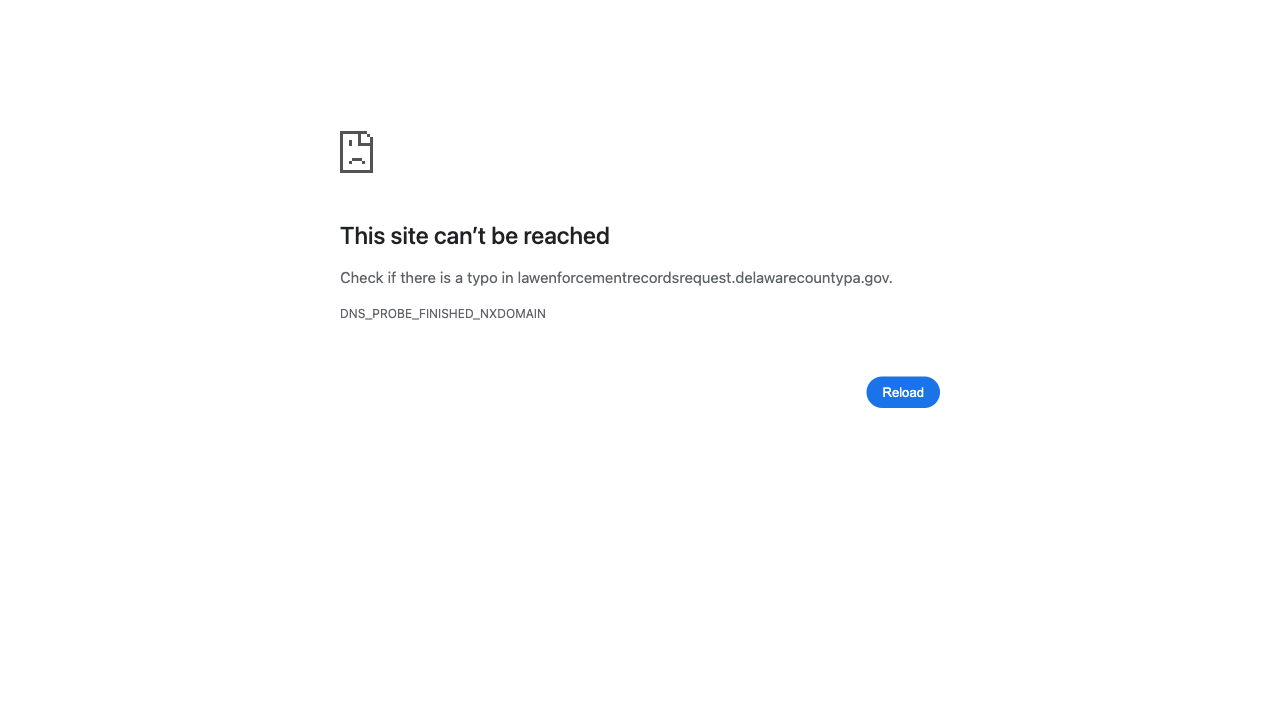 This site can’t be reached
Check if there is a typo in lawenforcementrecordsrequest.delawarecountypa.gov.
DNS_PROBE_FINISHED_NXDOMAIN
Reload